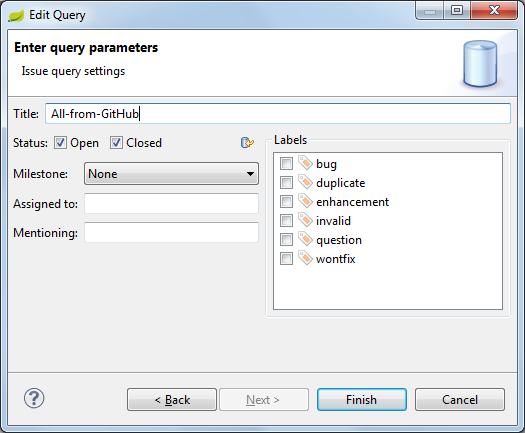 Edit Query
Enter query parameters
Issue query settings
Title: All-from-GitHub
Status: Open Closed
Milestone: None
Assigned to:
Mentioning:
Labels
bug
duplicate
enhancement
invalid
question
wontfix
? < Back Next > Finish Cancel